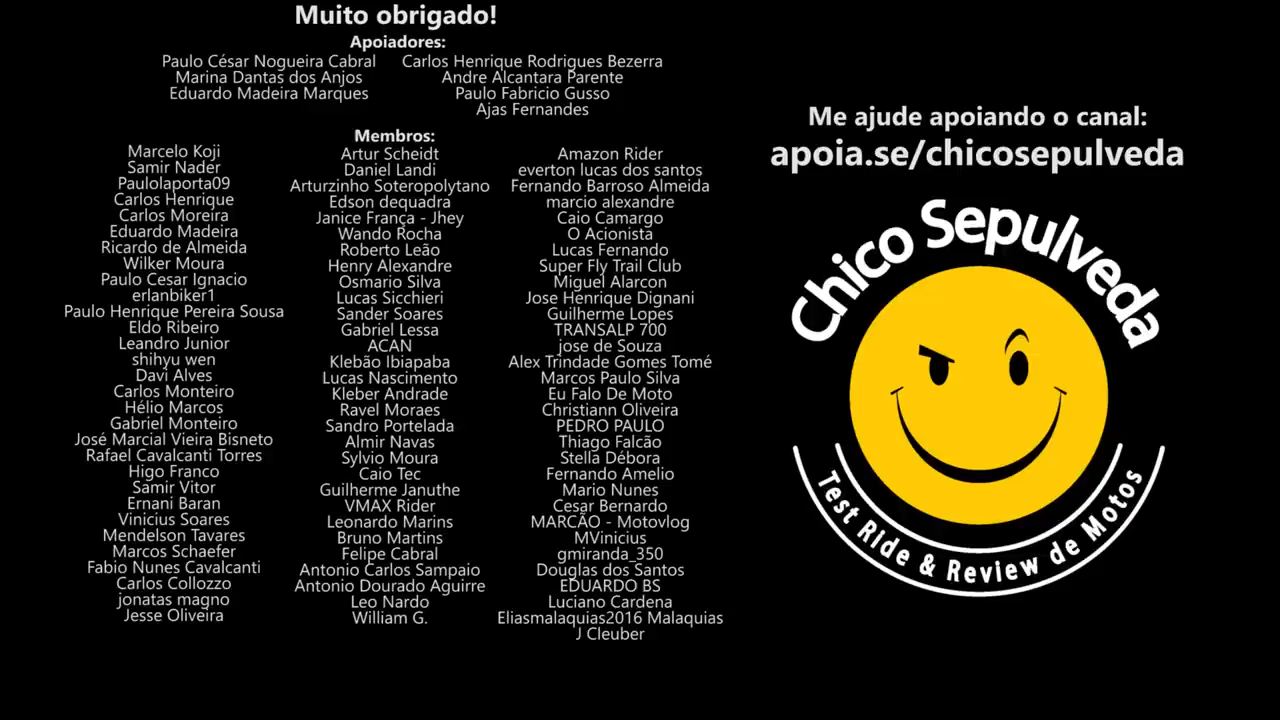 Muito obrigado!
Apoiadores:
Paulo César Nogueira Cabral
Marina Dantas dos Anjos
Eduardo Madeira Marques
Carlos Henrique Rodrigues Bezerra
Andre Alcantara Parente
Paulo Fabricio Gusso
Ajas Fernandes
Membros:
Marcelo Koji
Samir Nader
Paulolaporta09
Carlos Henrique
Carlos Moreira
Eduardo Madeira
Ricardo de Almeida
Wilker Moura
Paulo Cesar Ignacio
erlanbiker1
Paulo Henrique Pereira Sousa
Eldo Ribeiro
Leandro Junior
shihyu wen
Davi Alves
Carlos Monteiro
Hélio Marcos
Gabriel Monteiro
José Marcial Vieira Bisneto
Rafael Cavalcanti Torres
Higo Franco
Samir Vitor
Ernani Baran
Vinicius Soares
Mendelson Tavares
Marcos Schaefer
Fabio Nunes Cavalcanti
Carlos Collozzo
jonatas magno
Jesse Oliveira
Artur Scheidt
Daniel Landi
Arturzinho Soteropolytano
Edson dequadra
Janice França - Jhey
Wando Rocha
Roberto Leão
Henry Alexandre
Osmario Silva
Lucas Sicchieri
Sander Soares
Gabriel Lessa
ACAN
Klebão Ibiapaba
Lucas Nascimento
Kleber Andrade
Ravel Moraes
Sandro Portelada
Almir Navas
Sylvio Moura
Caio Tec
Guilherme Januthe
VMAX Rider
Leonardo Marins
Bruno Martins
Felipe Cabral
Antonio Carlos Sampaio
Antonio Dourado Aguirre
Leo Nardo
William G.
Amazon Rider
everton lucas dos santos
Fernando Barroso Almeida
marcio alexandre
Caio Camargo
O Acionista
Lucas Fernando
Super Fly Trail Club
Miguel Alarcon
Jose Henrique Dignani
Guilherme Lopes
TRANSALP 700
jose de Souza
Alex Trindade Gomes Tomé
Marcos Paulo Silva
Eu Falo De Moto
Christiann Oliveira
PEDRO PAULO
Thiago Falcão
Stella Débora
Fernando Amelio
Mario Nunes
Cesar Bernardo
MARCÃO - Motovlog
MVinicius
gmiranda_350
Douglas dos Santos
EDUARDO BS
Luciano Cardena
Eliasmalaquias2016 Malaquias
J Cleuber
Me ajude apoiando o canal:
apoia.se/chicosepulveda
Chico Sepulveda
Test Ride & Review de Motos